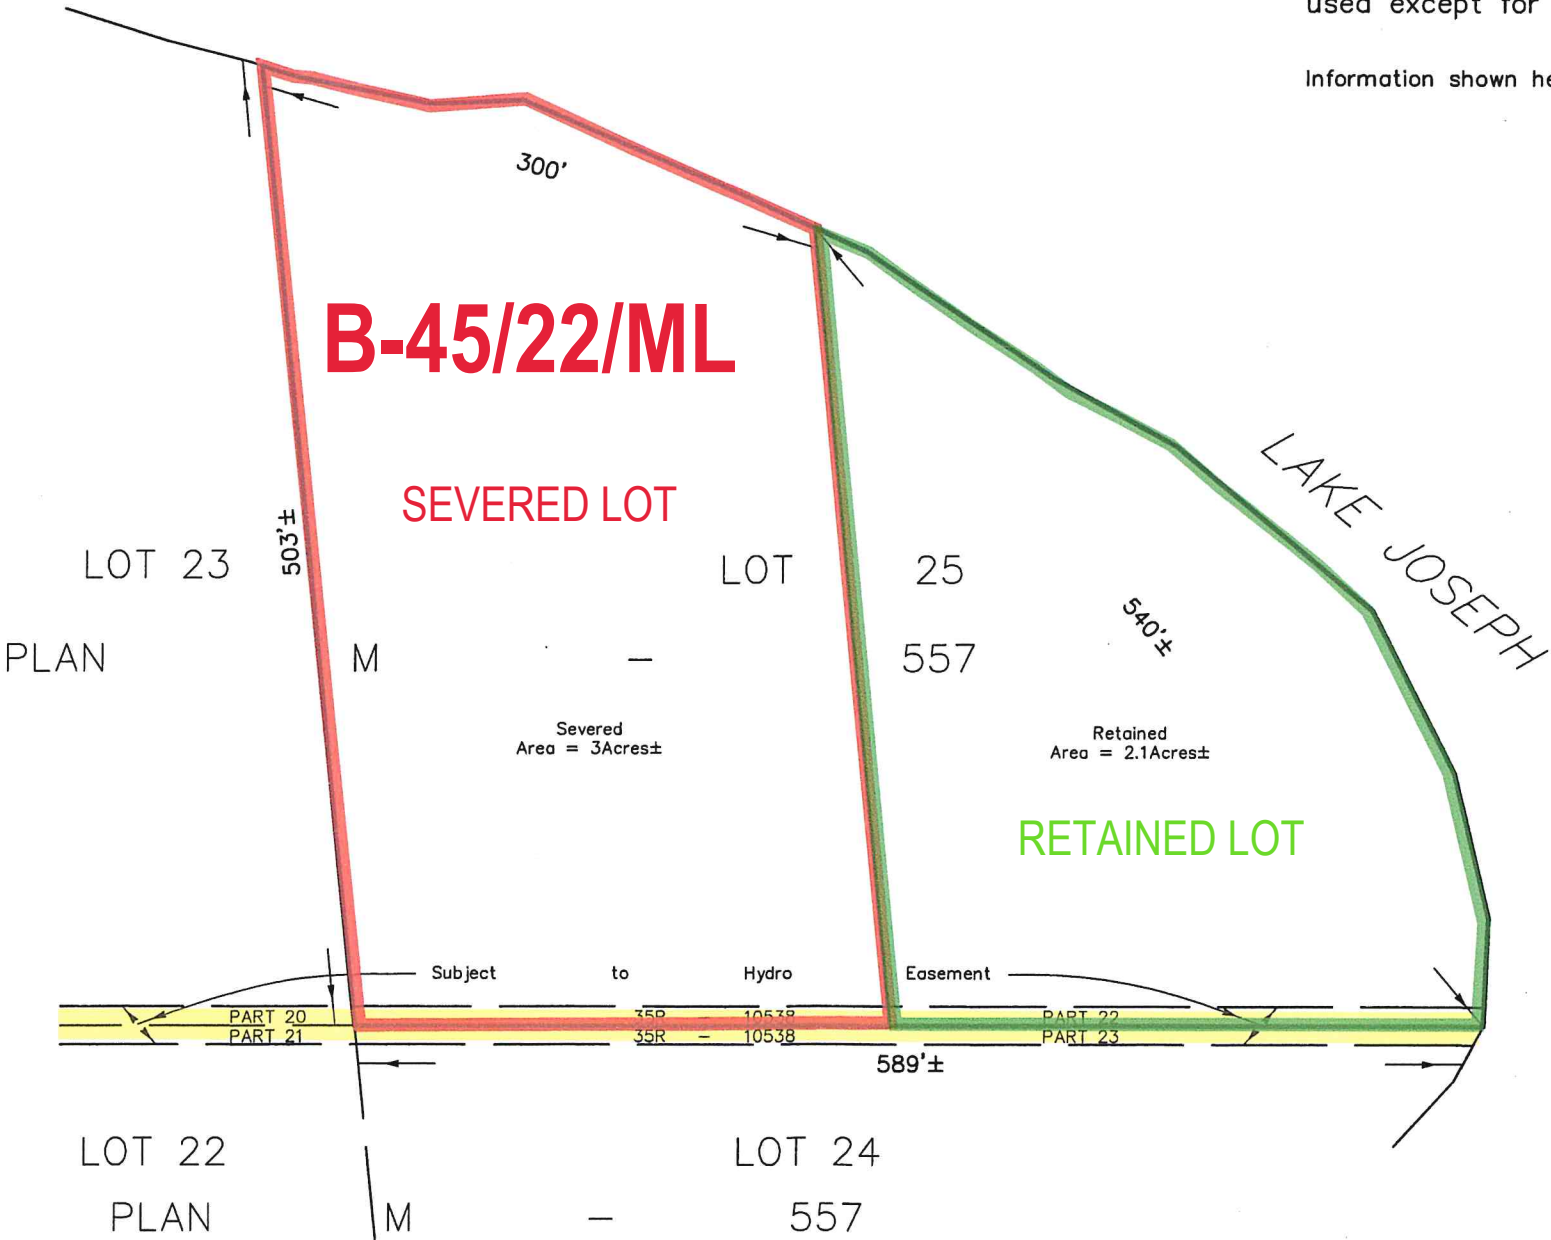 used except for
Information shown he
300'
B-45/22/ML
SEVERED LOT
LAKE JOSEPH
503'±
LOT 23
LOT 25
540'±
PLAN M - 557
Severed
Area = 3Acres±
Retained
Area = 2.1Acres±
RETAINED LOT
Subject to Hydro Easement
PART 20 35R - 10538 PART 22
PART 21 35R - 10538 PART 23
589'±
LOT 22 LOT 24
PLAN M - 557